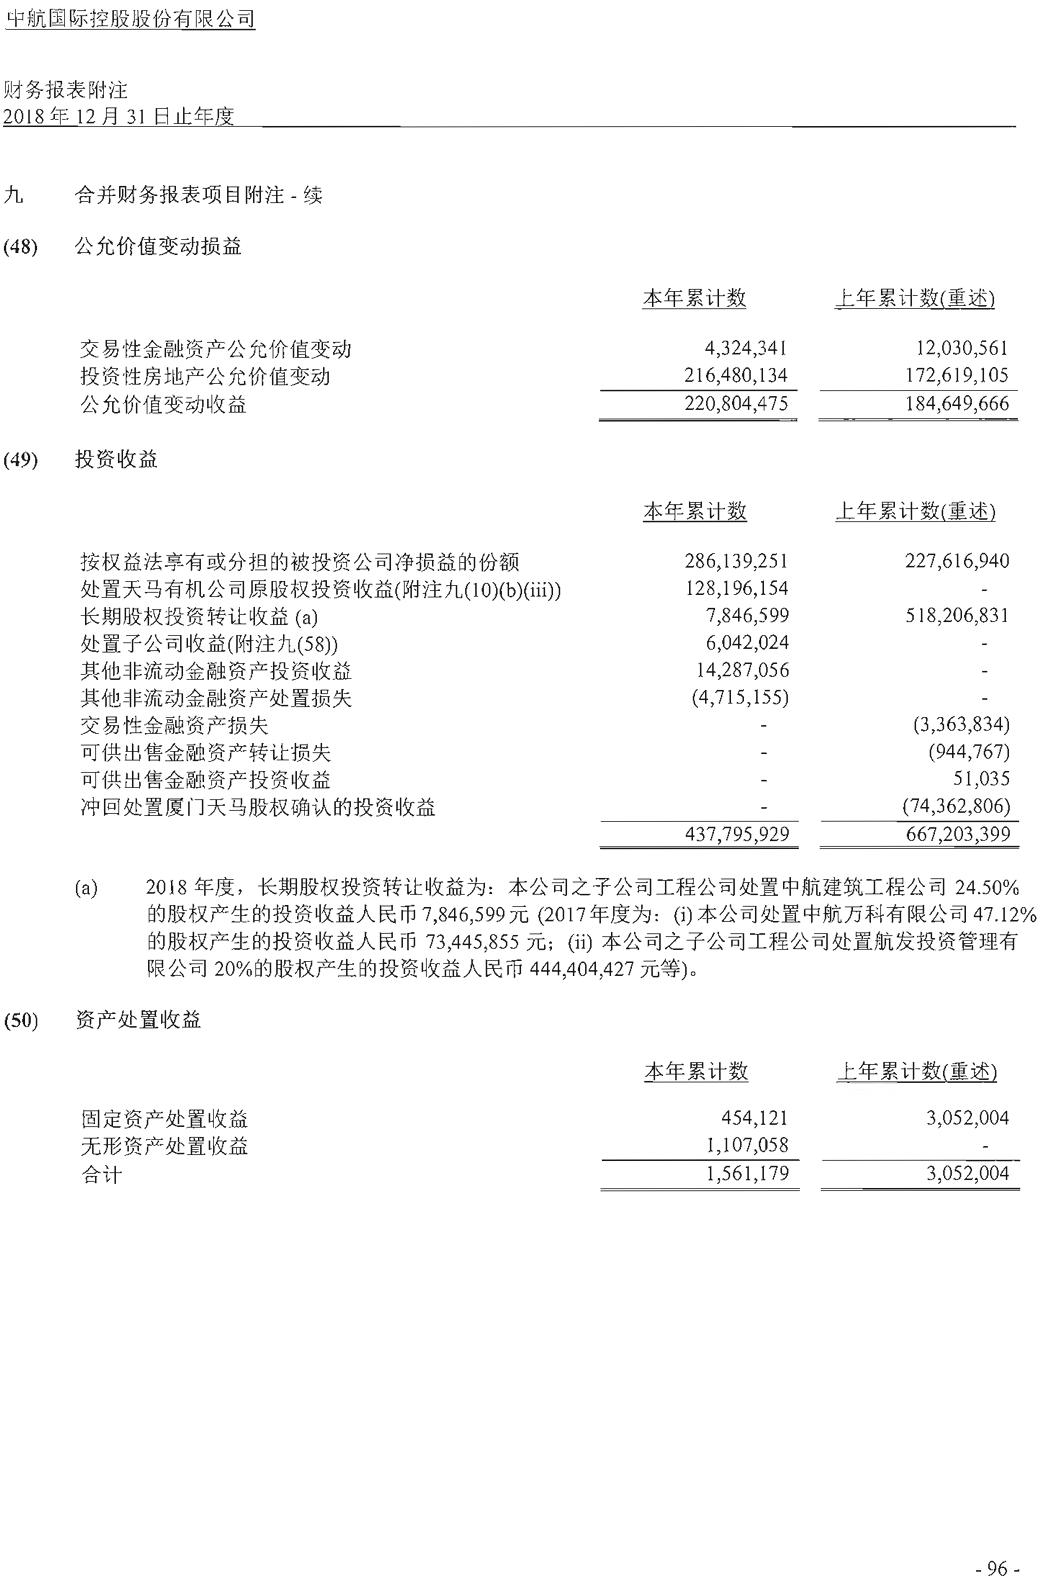 中航国际控股股份有限公司
财务报表附注
2018 年 12 月 31 日止年度
九 合并财务报表项目附注 - 续
(48) 公允价值变动损益
本年累计数 上年累计数(重述)
交易性金融资产公允价值变动 4,324,341 12,030,561
投资性房地产公允价值变动 216,480,134 172,619,105
公允价值变动收益 220,804,475 184,649,666
(49) 投资收益
本年累计数 上年累计数(重述)
按权益法享有或分担的被投资公司净损益的份额 286,139,251 227,616,940
处置天马有机公司原股权投资收益(附注九(10)(b)(iii)) 128,196,154 -
长期股权投资转让收益 (a) 7,846,599 518,206,831
处置子公司收益(附注九(58)) 6,042,024 -
其他非流动金融资产投资收益 14,287,056 -
其他非流动金融资产处置损失 (4,715,155) -
交易性金融资产损失 - (3,363,834)
可供出售金融资产转让损失 - (944,767)
可供出售金融资产投资收益 - 51,035
冲回处置厦门天马股权确认的投资收益 - (74,362,806)
437,795,929 667,203,399
(a) 2018 年度，长期股权投资转让收益为：本公司之子公司工程公司处置中航建筑工程公司 24.50%
的股权产生的投资收益人民币 7,846,599 元 (2017 年度为：(i) 本公司处置中航万科有限公司 47.12%
的股权产生的投资收益人民币 73,445,855 元；(ii) 本公司之子公司工程公司处置航发投资管理有
限公司 20%的股权产生的投资收益人民币 444,404,427 元等)。
(50) 资产处置收益
本年累计数 上年累计数(重述)
固定资产处置收益 454,121 3,052,004
无形资产处置收益 1,107,058 -
合计 1,561,179 3,052,004
- 96 -